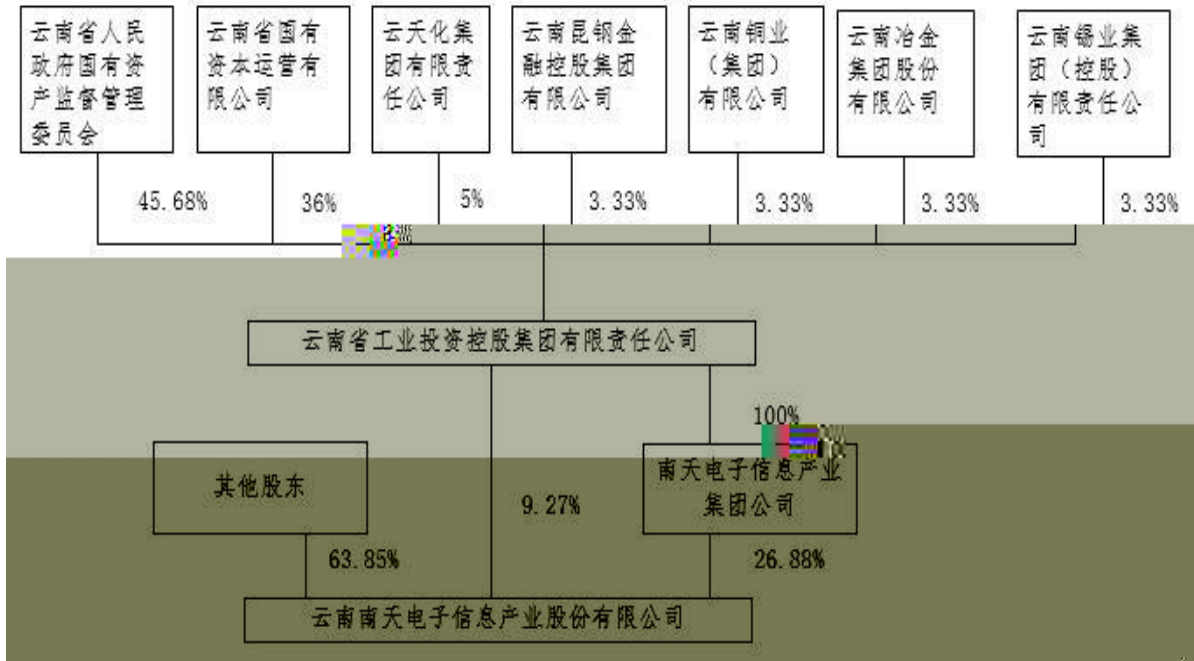 云南省人民
政府国有资
产监督管理
委员会
云南省国有
资本运营有
限公司
云天化集
团有限责
任公司
云南昆钢金
融控股集团
有限公司
云南铜业
（集团）
有限公司
云南冶金
集团股份
有限公司
云南锡业集
团（控股）
有限责任公
司
45.68%
36%
5%
3.33%
3.33%
3.33%
3.33%
云南省工业投资控股集团有限责任公司
100%
其他股东
南天电子信息产业
集团公司
9.27%
63.85%
26.88%
云南南天电子信息产业股份有限公司